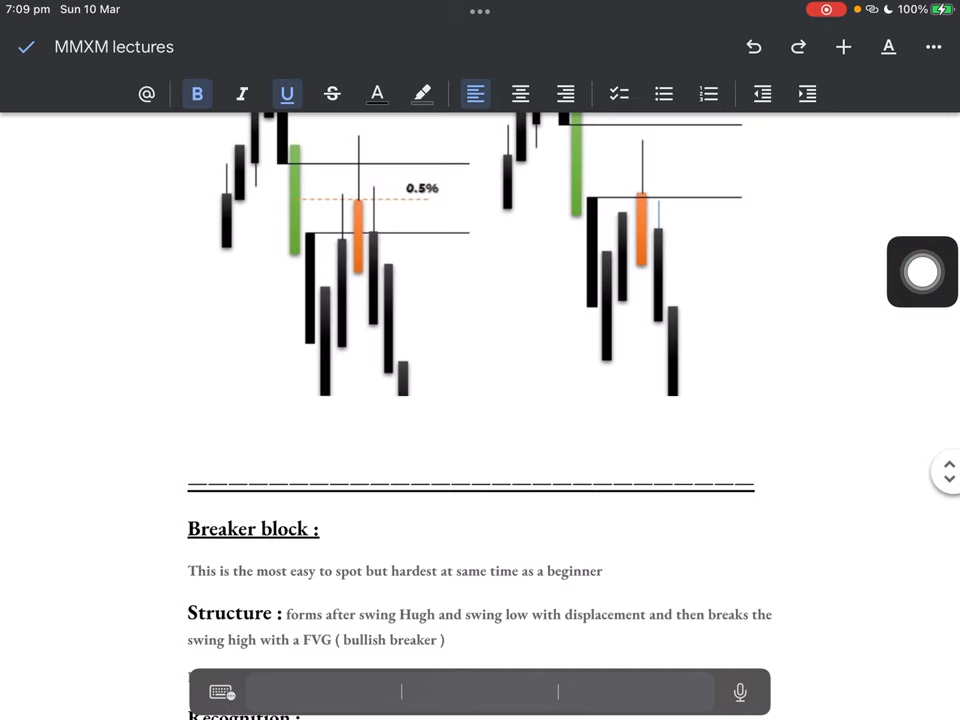 7:09 pm Sun 10 Mar
100%
MMXM lectures
A
@ B I U S A
0.5%
Breaker block :
This is the most easy to spot but hardest at same time as a beginner
Structure : forms after swing Hugh and swing low with displacement and then breaks the
swing high with a FVG ( bullish breaker )
Recognition :